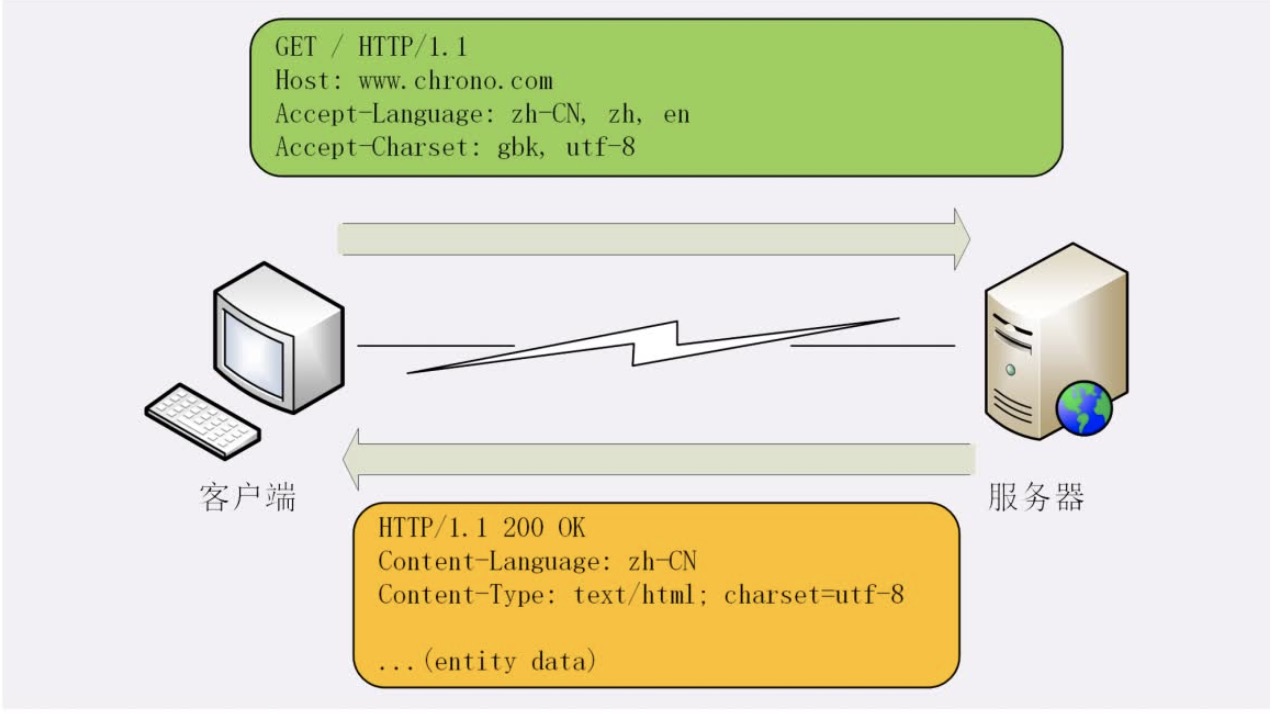 GET / HTTP/1.1
Host: www.chrono.com
Accept-Language: zh-CN, zh, en
Accept-Charset: gbk, utf-8
客户端
服务器
HTTP/1.1 200 OK
Content-Language: zh-CN
Content-Type: text/html; charset=utf-8
...(entity data)